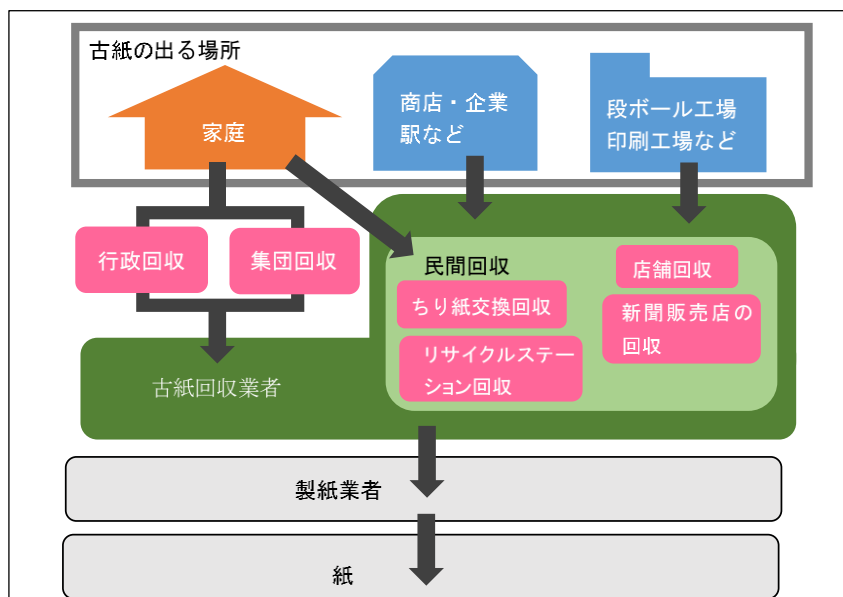 古紙の出る場所
家庭
商店・企業
駅など
段ボール工場
印刷工場など
行政回収
集団回収
民間回収
ちり紙交換回収
リサイクルステー
ション回収
店舗回収
新聞販売店の
回収
古紙回収業者
製紙業者
紙